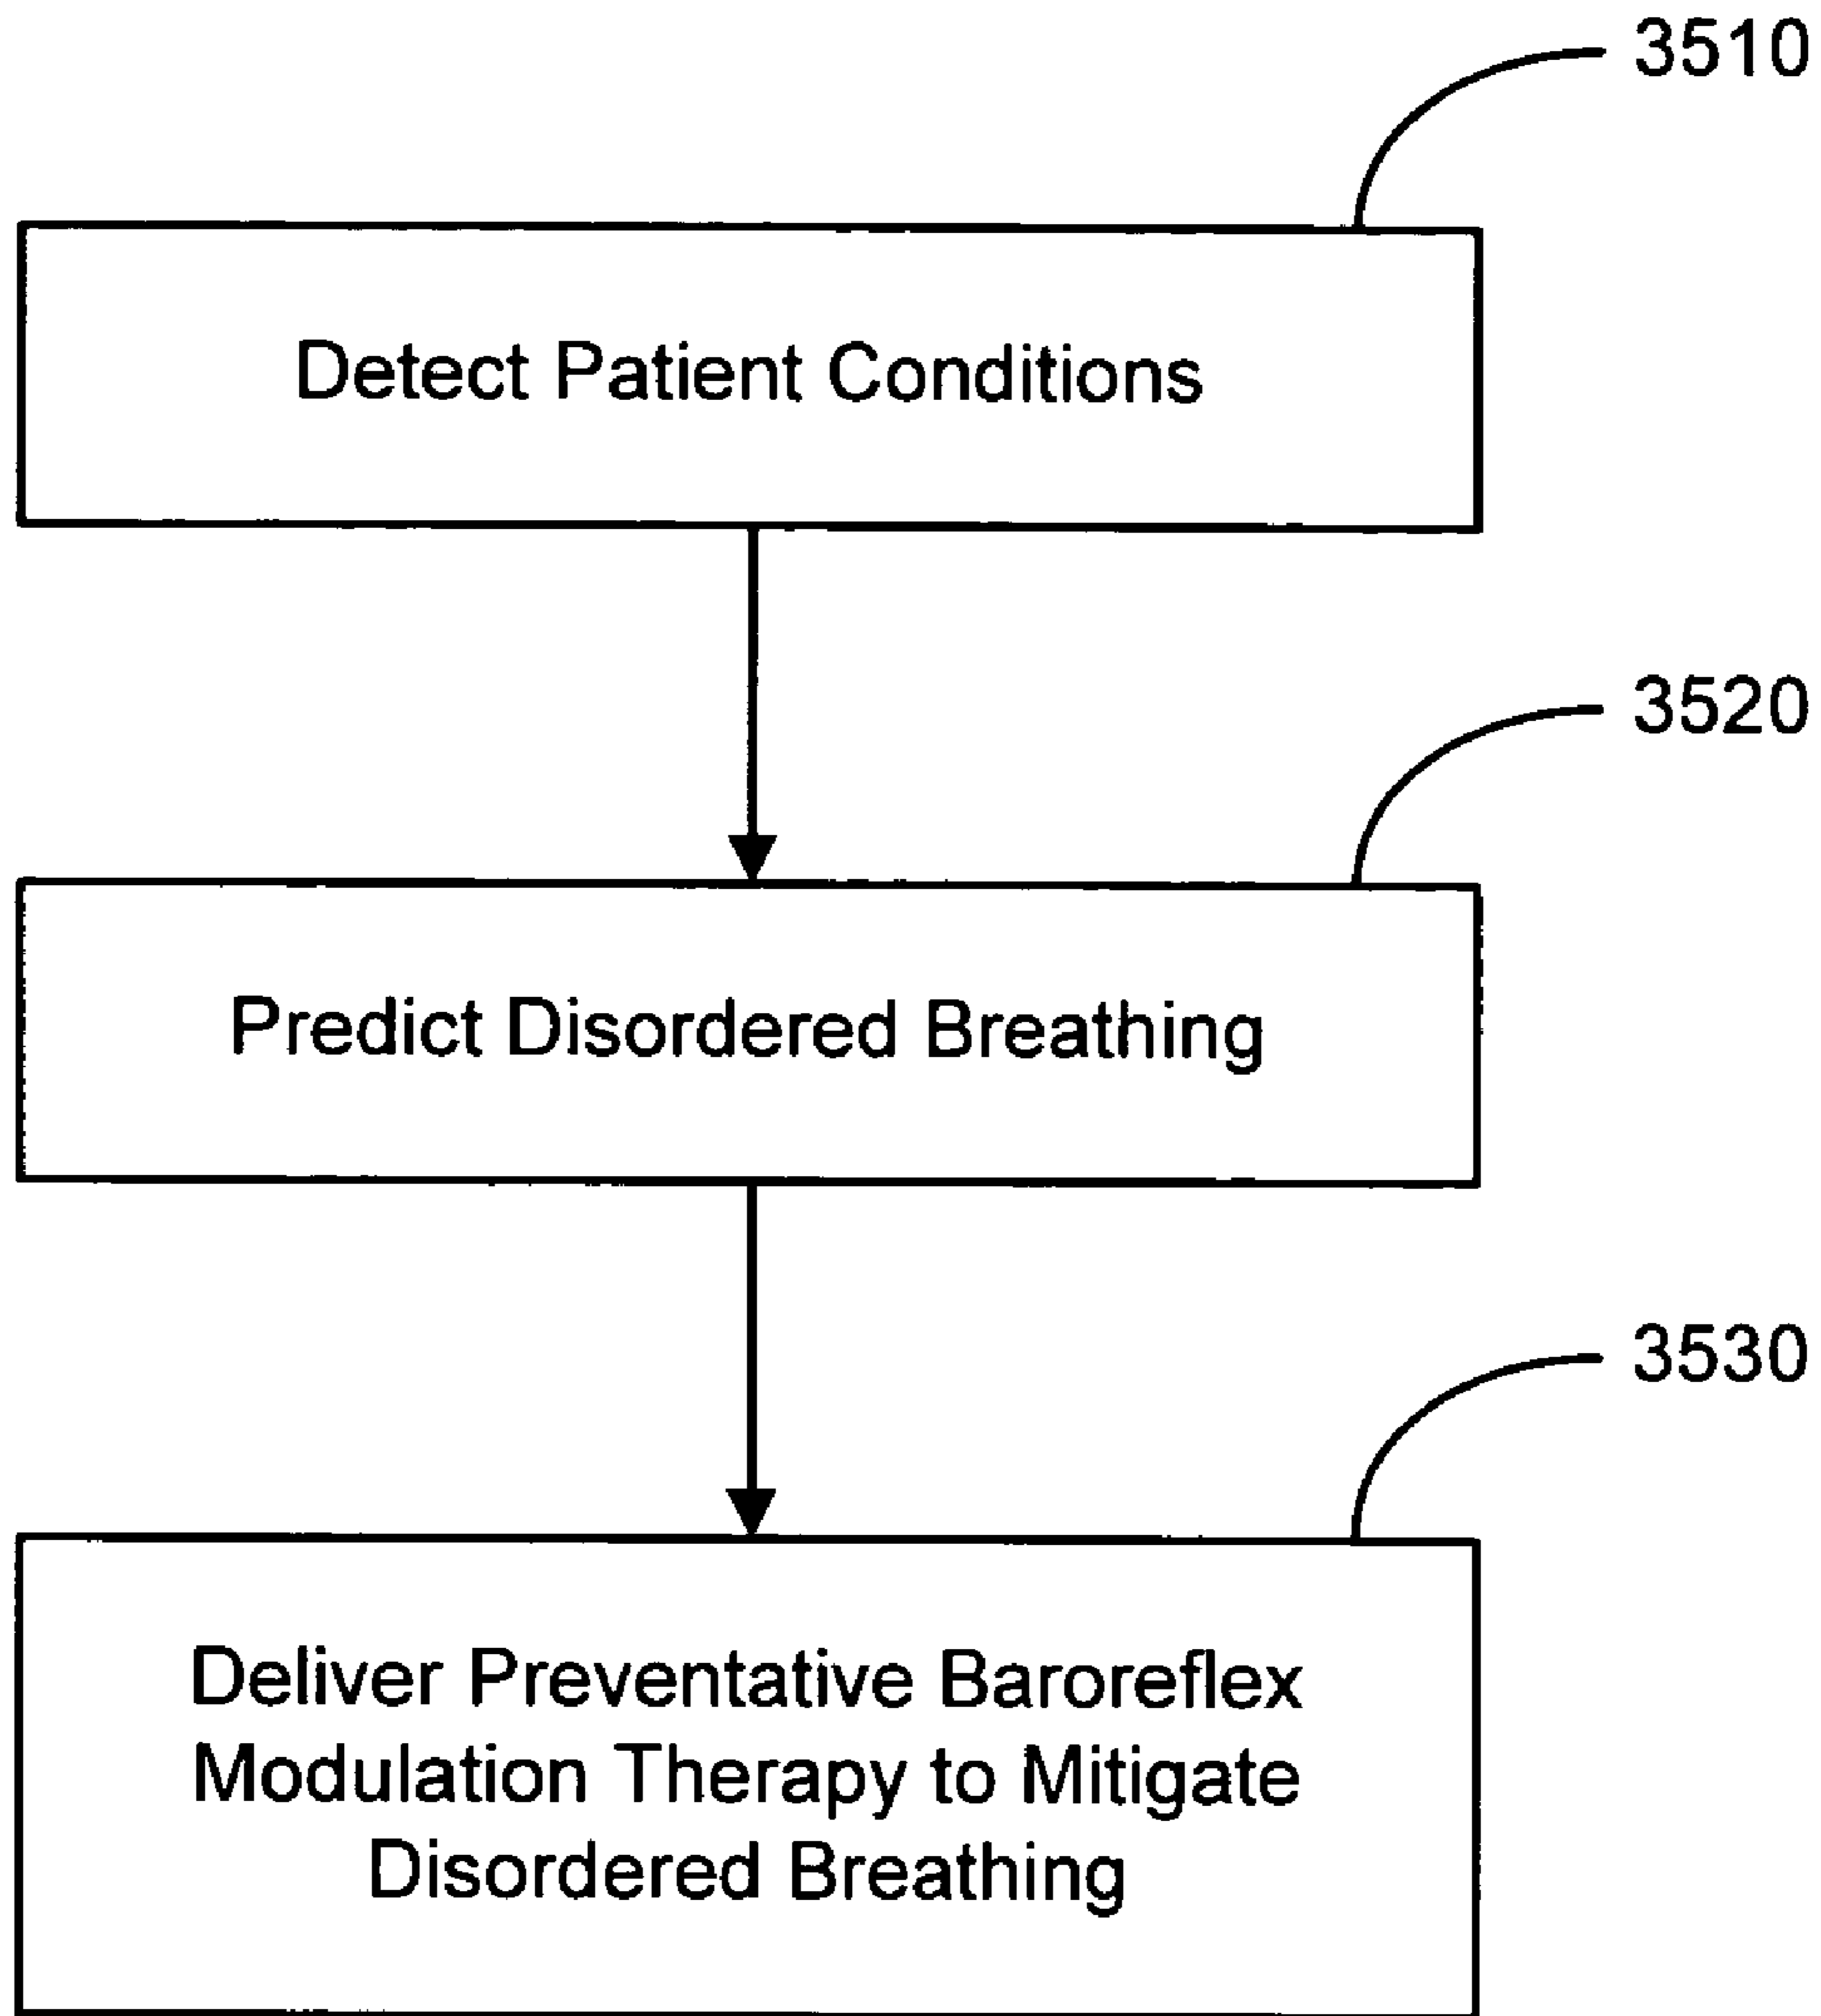 3510
Detect Patient Conditions
3520
Predict Disordered Breathing
3530
Deliver Preventative Baroreflex
Modulation Therapy to Mitigate
Disordered Breathing